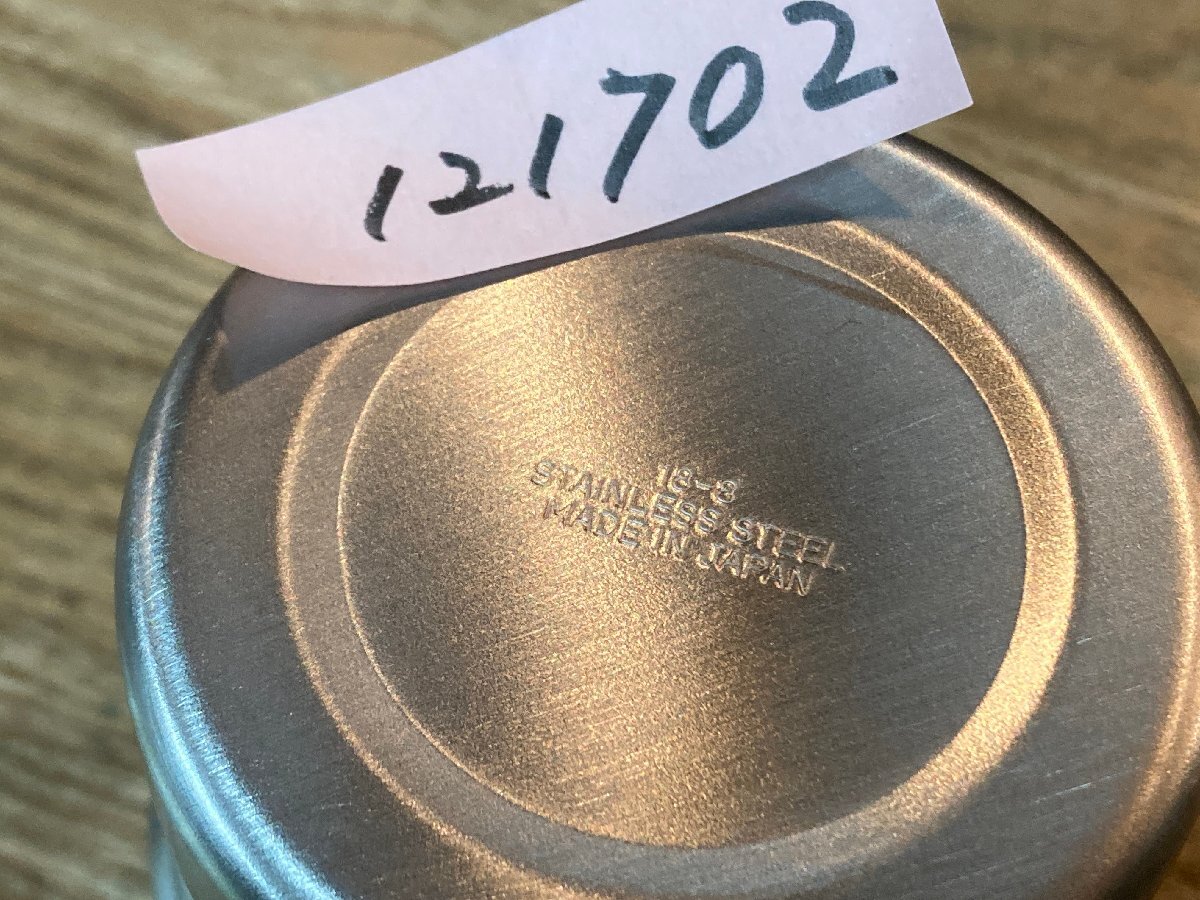 121702
18-8
STAINLESS STEEL
MADE IN JAPAN